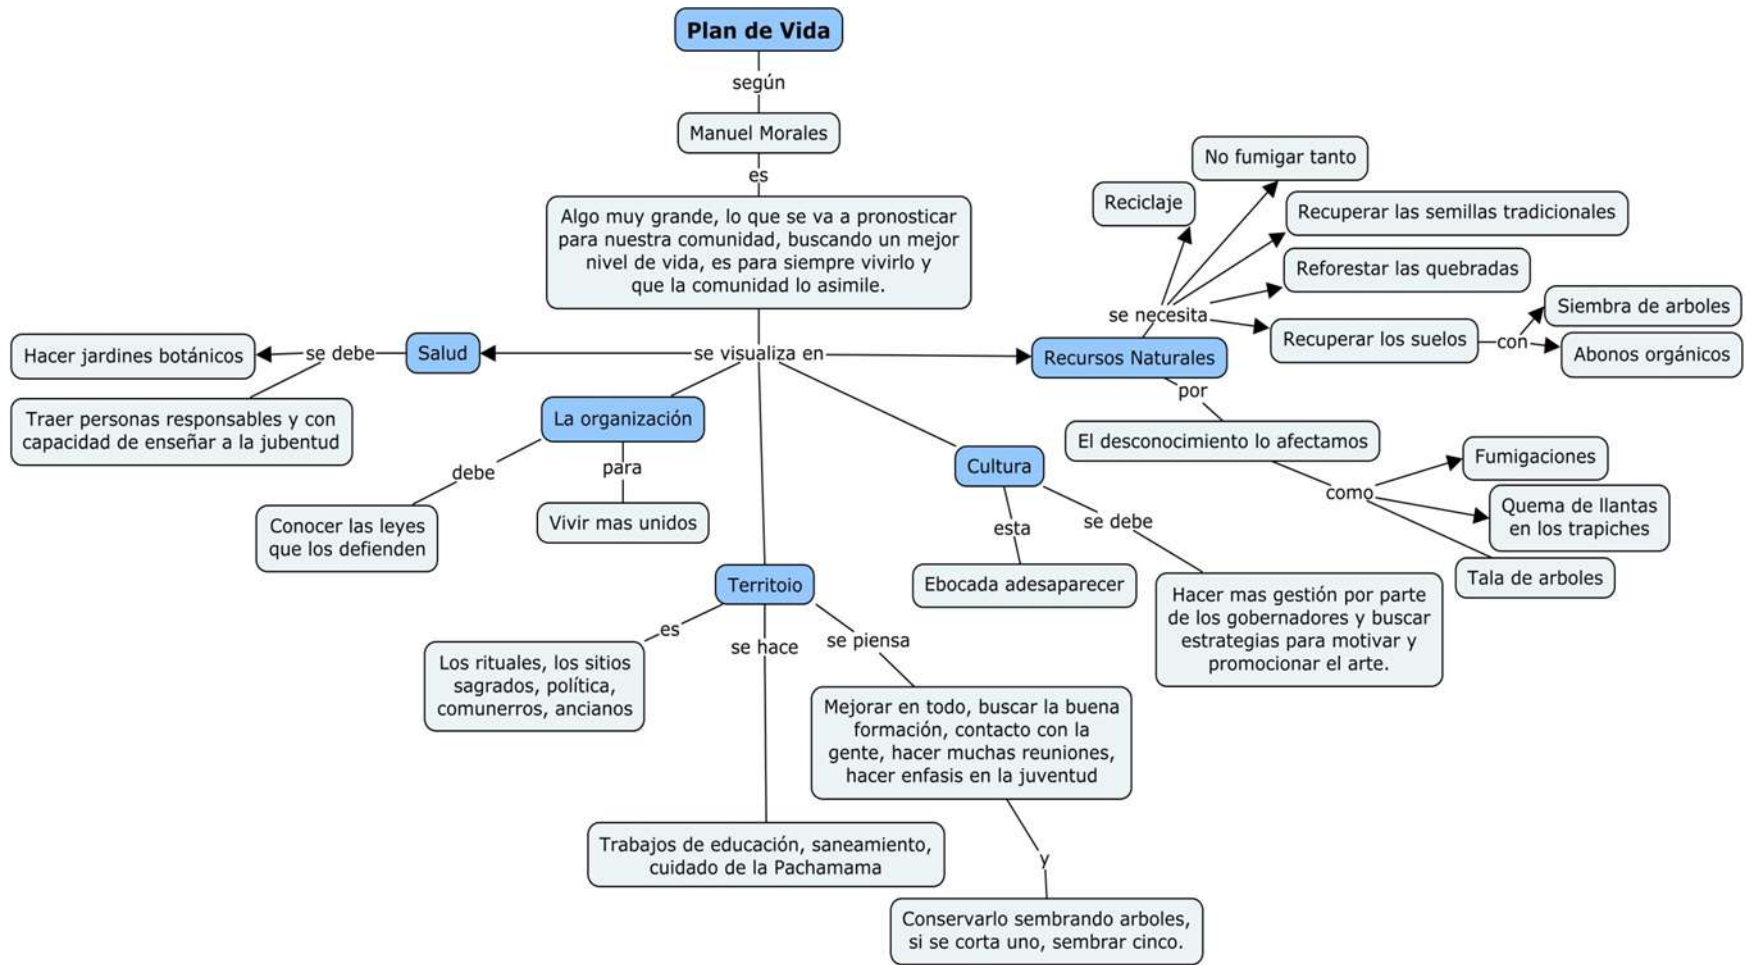 Plan de Vida
según
Manuel Morales
es
Algo muy grande, lo que se va a pronosticar
para nuestra comunidad, buscando un mejor
nivel de vida, es para siempre vivirlo y
que la comunidad lo asimile.
se visualiza en
Salud
se debe
Hacer jardines botánicos
Traer personas responsables y con
capacidad de enseñar a la jubentud
La organización
debe
Conocer las leyes
que los defienden
para
Vivir mas unidos
Territoio
es
Los rituales, los sitios
sagrados, política,
comunerros, ancianos
se hace
Trabajos de educación, saneamiento,
cuidado de la Pachamama
se piensa
Mejorar en todo, buscar la buena
formación, contacto con la
gente, hacer muchas reuniones,
hacer enfasis en la juventud
y
Conservarlo sembrando arboles,
si se corta uno, sembrar cinco.
Cultura
esta
Ebocada adesaparecer
se debe
Hacer mas gestión por parte
de los gobernadores y buscar
estrategias para motivar y
promocionar el arte.
Recursos Naturales
se necesita
Reciclaje
No fumigar tanto
Recuperar las semillas tradicionales
Reforestar las quebradas
Recuperar los suelos
con
Siembra de arboles
Abonos orgánicos
por
El desconocimiento lo afectamos
como
Fumigaciones
Quema de llantas
en los trapiches
Tala de arboles